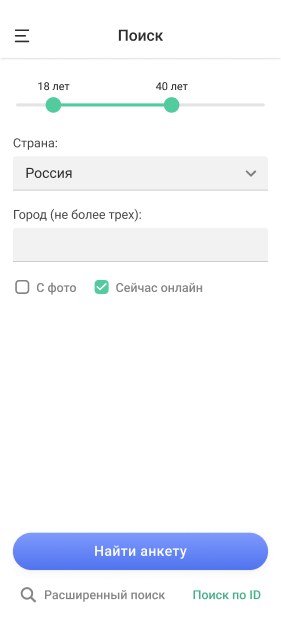 Поиск
18 лет 40 лет
Страна:
Россия
Город (не более трех):
С фото Сейчас онлайн
Найти анкету
Расширенный поиск Поиск по ID